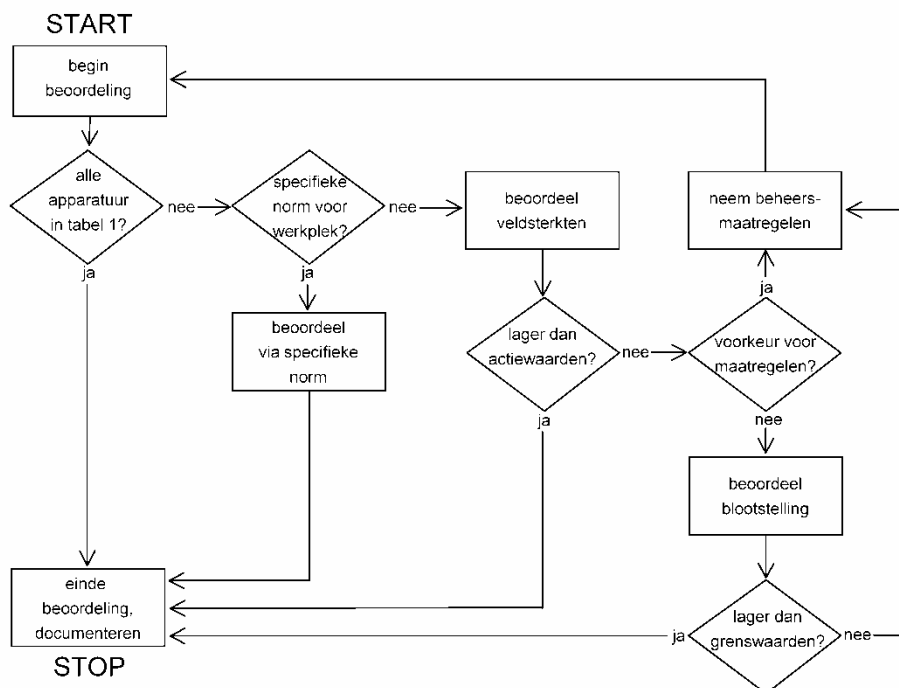 START
begin
beoordeling
alle
apparatuur
in tabel 1?
nee
ja
specifieke
norm voor
werkplek?
nee
ja
beoordeel
via specifieke
norm
beoordeel
veldsterkten
lager dan
actiewaarden?
nee
ja
neem beheers-
maatregelen
ja
voorkeur voor
maatregelen?
nee
beoordeel
blootstelling
lager dan
grenswaarden?
ja
nee
einde
beoordeling,
documenteren
STOP